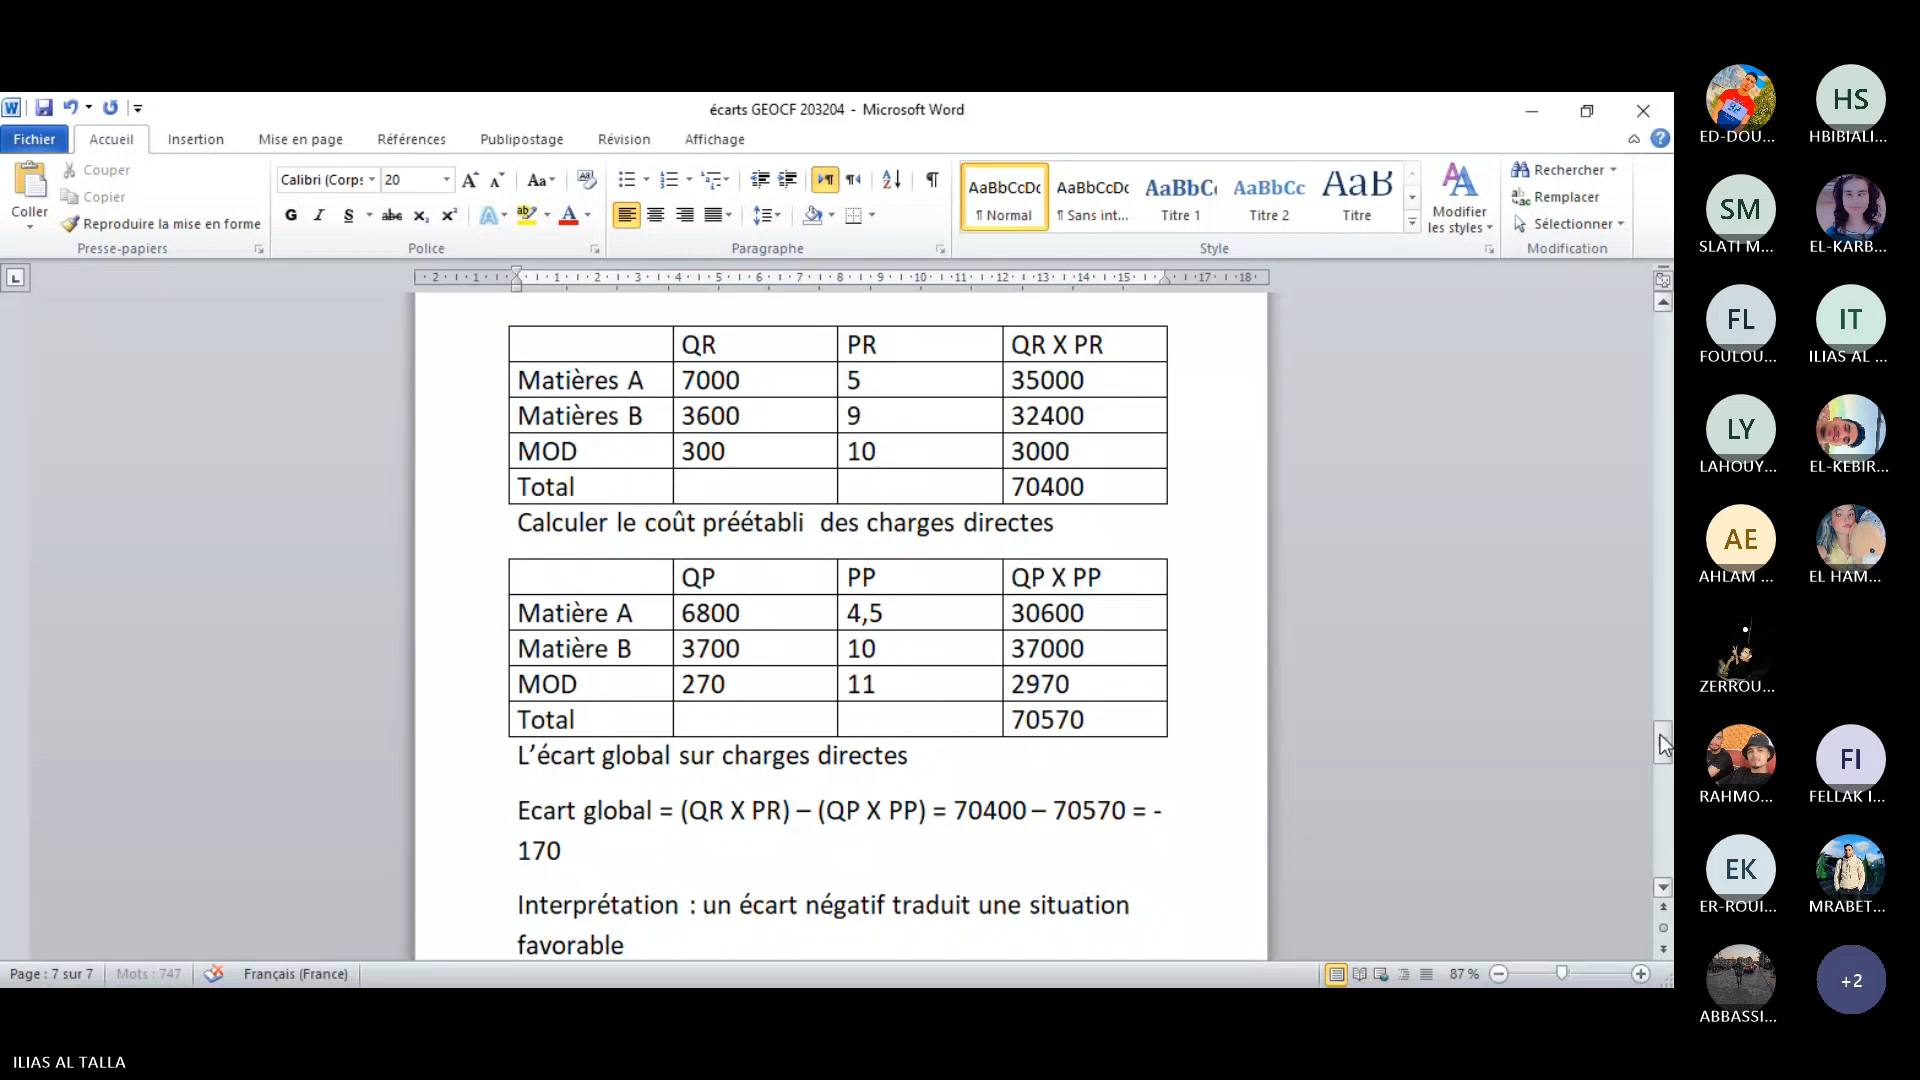 écarts GEOCF 203204 - Microsoft Word
Fichier Accueil Insertion Mise en page Références Publipostage Révision Affichage
Coller
Couper
Copier
Reproduire la mise en forme
Presse-papiers
Calibri (Corps 20
Police
Paragraphe
AaBbCcDc AaBbCcDc AaBbC AaBbCc AaB
¶ Normal ¶ Sans int... Titre 1 Titre 2 Titre
Style
Modifier
les styles
Rechercher
Remplacer
Sélectionner
Modification
QR PR QR X PR
Matières A 7000 5 35000
Matières B 3600 9 32400
MOD 300 10 3000
Total 70400
Calculer le coût préétabli des charges directes
QP PP QP X PP
Matière A 6800 4,5 30600
Matière B 3700 10 37000
MOD 270 11 2970
Total 70570
L’écart global sur charges directes
Ecart global = (QR X PR) – (QP X PP) = 70400 – 70570 = -
170
Interprétation : un écart négatif traduit une situation
favorable
Page : 7 sur 7 Mots : 747 Français (France) 87 %
ED-DOU... HS HBIBIALI...
SM SLATI M... EL-KARB...
FL FOULOU... IT ILIAS AL ...
LY LAHOUY... EL-KEBIR...
AE AHLAM ... EL HAM...
ZERROU...
RAHMO... FI FELLAK I...
EK ER-ROUI... MRABET...
ABBASSI... +2
ILIAS AL TALLA